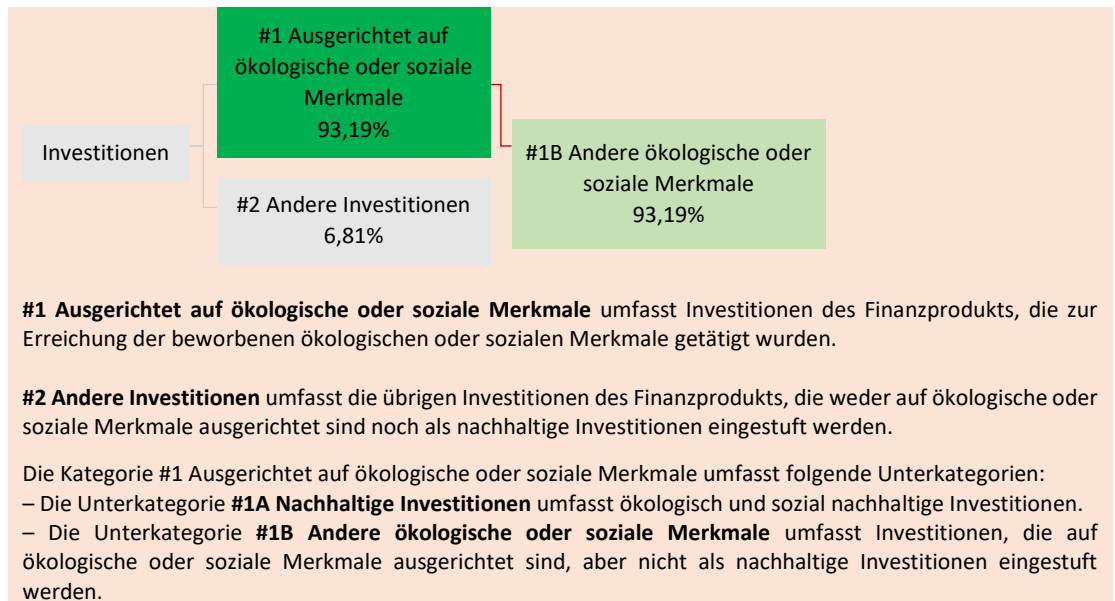 #1 Ausgerichtet auf
ökologische oder soziale
Merkmale
93,19%
Investitionen
#1B Andere ökologische oder
soziale Merkmale
93,19%
#2 Andere Investitionen
6,81%
#1 Ausgerichtet auf ökologische oder soziale Merkmale umfasst Investitionen des Finanzprodukts, die zur
Erreichung der beworbenen ökologischen oder sozialen Merkmale getätigt wurden.
#2 Andere Investitionen umfasst die übrigen Investitionen des Finanzprodukts, die weder auf ökologische oder
soziale Merkmale ausgerichtet sind noch als nachhaltige Investitionen eingestuft werden.
Die Kategorie #1 Ausgerichtet auf ökologische oder soziale Merkmale umfasst folgende Unterkategorien:
– Die Unterkategorie #1A Nachhaltige Investitionen umfasst ökologisch und sozial nachhaltige Investitionen.
– Die Unterkategorie #1B Andere ökologische oder soziale Merkmale umfasst Investitionen, die auf
ökologische oder soziale Merkmale ausgerichtet sind, aber nicht als nachhaltige Investitionen eingestuft
werden.